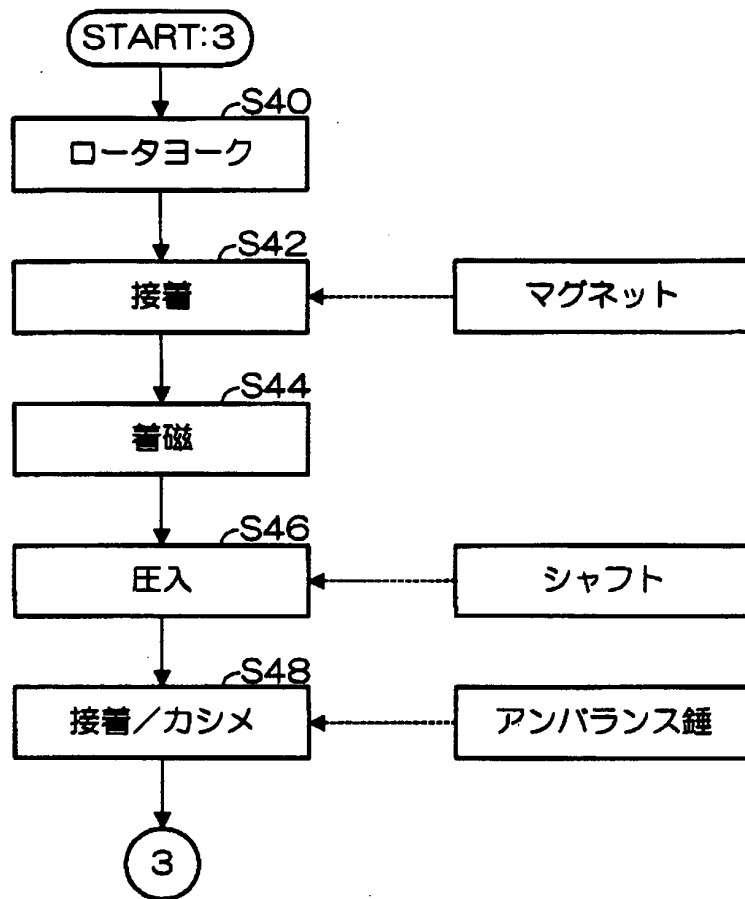 START:3
S40
ロータヨーク
S42
接着
マグネット
S44
着磁
S46
圧入
シャフト
S48
接着／カシメ
アンバランス錘
3